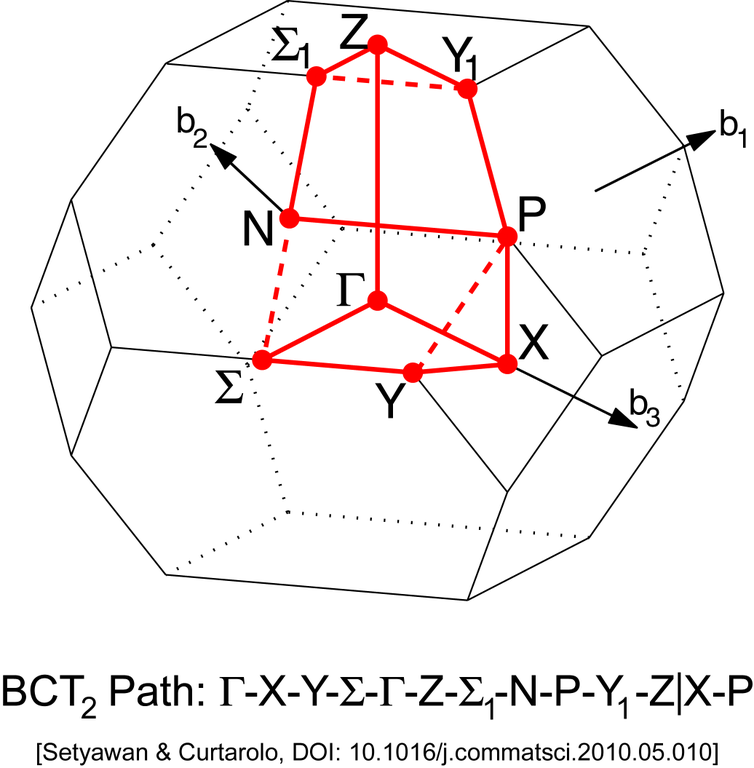 Z
Σ1
Y1
b1
b2
N
P
Γ
X
Σ
Y
b3
BCT2 Path: Γ-X-Y-Σ-Γ-Z-Σ1-N-P-Y1-Z|X-P
[Setyawan & Curtarolo, DOI: 10.1016/j.commatsci.2010.05.010]